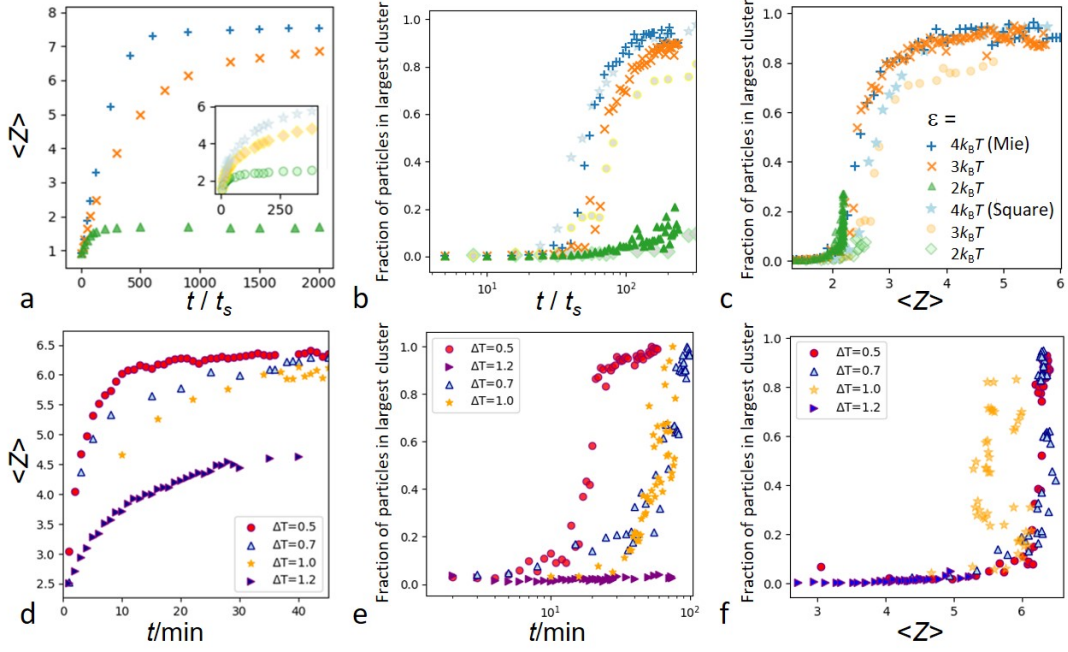 8
7
6
5
4
3
2
1
<Z>
6
4
2
0
250
0
500
1000
1500
2000
a
t / t_s
Fraction of particles in largest cluster
1.0
0.8
0.6
0.4
0.2
0.0
10¹
10²
b
t / t_s
Fraction of particles in largest cluster
1.0
0.8
0.6
0.4
0.2
0.0
2
3
4
5
6
ε =
4k_BT (Mie)
3k_BT
2k_BT
4k_BT (Square)
3k_BT
2k_BT
c
<Z>
6.5
6.0
5.5
5.0
4.5
4.0
3.5
3.0
2.5
<Z>
ΔT=0.5
ΔT=0.7
ΔT=1.0
ΔT=1.2
0
10
20
30
40
d
t/min
Fraction of particles in largest cluster
1.0
0.8
0.6
0.4
0.2
0.0
ΔT=0.5
ΔT=1.2
ΔT=0.7
ΔT=1.0
10¹
10²
e
t/min
Fraction of particles in largest cluster
1.0
0.8
0.6
0.4
0.2
0.0
ΔT=0.5
ΔT=0.7
ΔT=1.0
ΔT=1.2
3
4
5
6
f
<Z>